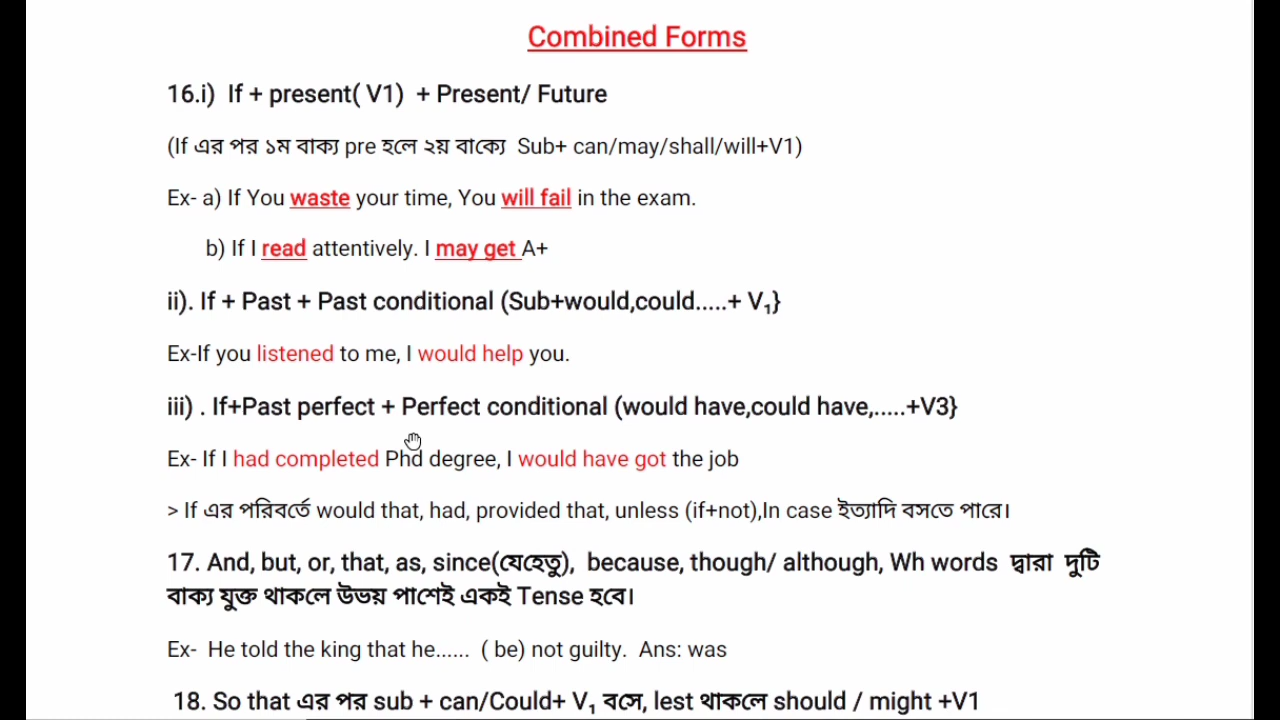 Combined Forms
16.i) If + present( V1) + Present/ Future
(If এর পর ১ম বাক্য pre হলে ২য় বাক্যে Sub+ can/may/shall/will+V1)
Ex- a) If You waste your time, You will fail in the exam.
b) If I read attentively. I may get A+
ii). If + Past + Past conditional (Sub+would,could.....+ V₁}
Ex-If you listened to me, I would help you.
iii) . If+Past perfect + Perfect conditional (would have,could have,.....+V3}
Ex- If I had completed Phd degree, I would have got the job
> If এর পরিবর্তে would that, had, provided that, unless (if+not),In case ইত্যাদি বসতে পারে।
17. And, but, or, that, as, since(যেহেতু), because, though/ although, Wh words দ্বারা দুটি
বাক্য যুক্ত থাকলে উভয় পাশেই একই Tense হবে।
Ex- He told the king that he...... ( be) not guilty. Ans: was
18. So that এর পর sub + can/Could+ V₁ বসে, lest থাকলে should / might +V1